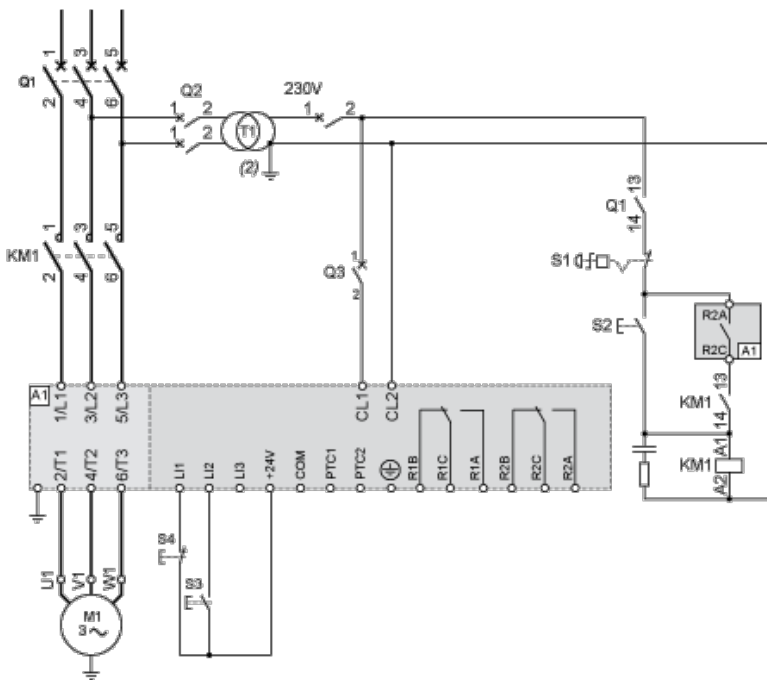 1 3 5
Q1
2 4 6
Q2
1 2
1 2
T1
(2)
230V
1 2
13
Q1
14
KM1
1 3 5
2 4 6
Q3
1
2
S1
S2
R2A
R2C
A1
13
KM1
14
A1
KM1
A2
A1
1/L1 3/L2 5/L3
CL1 CL2
2/T1 4/T2 6/T3
LI1 LI2 LI3 +24V COM PTC1 PTC2 R1B R1C R1A R2B R2C R2A
S4
S3
U1 V1 W1
M1
3 ~